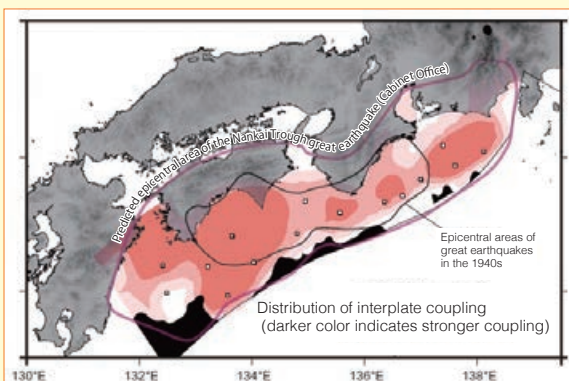 Predicted epicentral area of the Nankai Trough great earthquake (Cabinet Office)
Epicentral areas of
great earthquakes
in the 1940s
Distribution of interplate coupling
(darker color indicates stronger coupling)
130°E
132°E
134°E
136°E
138°E